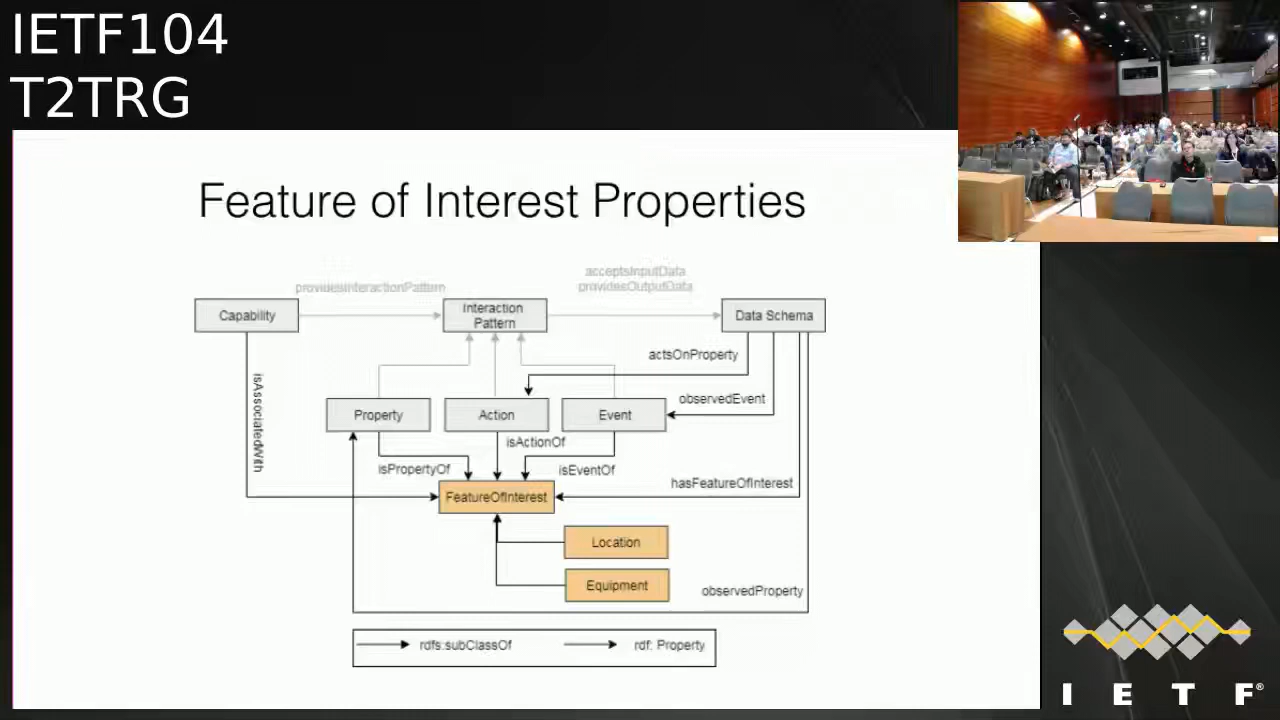 IETF104
T2TRG
Feature of Interest Properties
acceptsInputData
providesInteractionPattern
providesOutputData
Capability
Interaction
Pattern
Data Schema
actsOnProperty
isAssociatedWith
observedEvent
Property
Action
Event
isActionOf
isPropertyOf
isEventOf
hasFeatureOfInterest
FeatureOfInterest
Location
Equipment
observedProperty
rdfs:subClassOf
rdf: Property
I E T F®